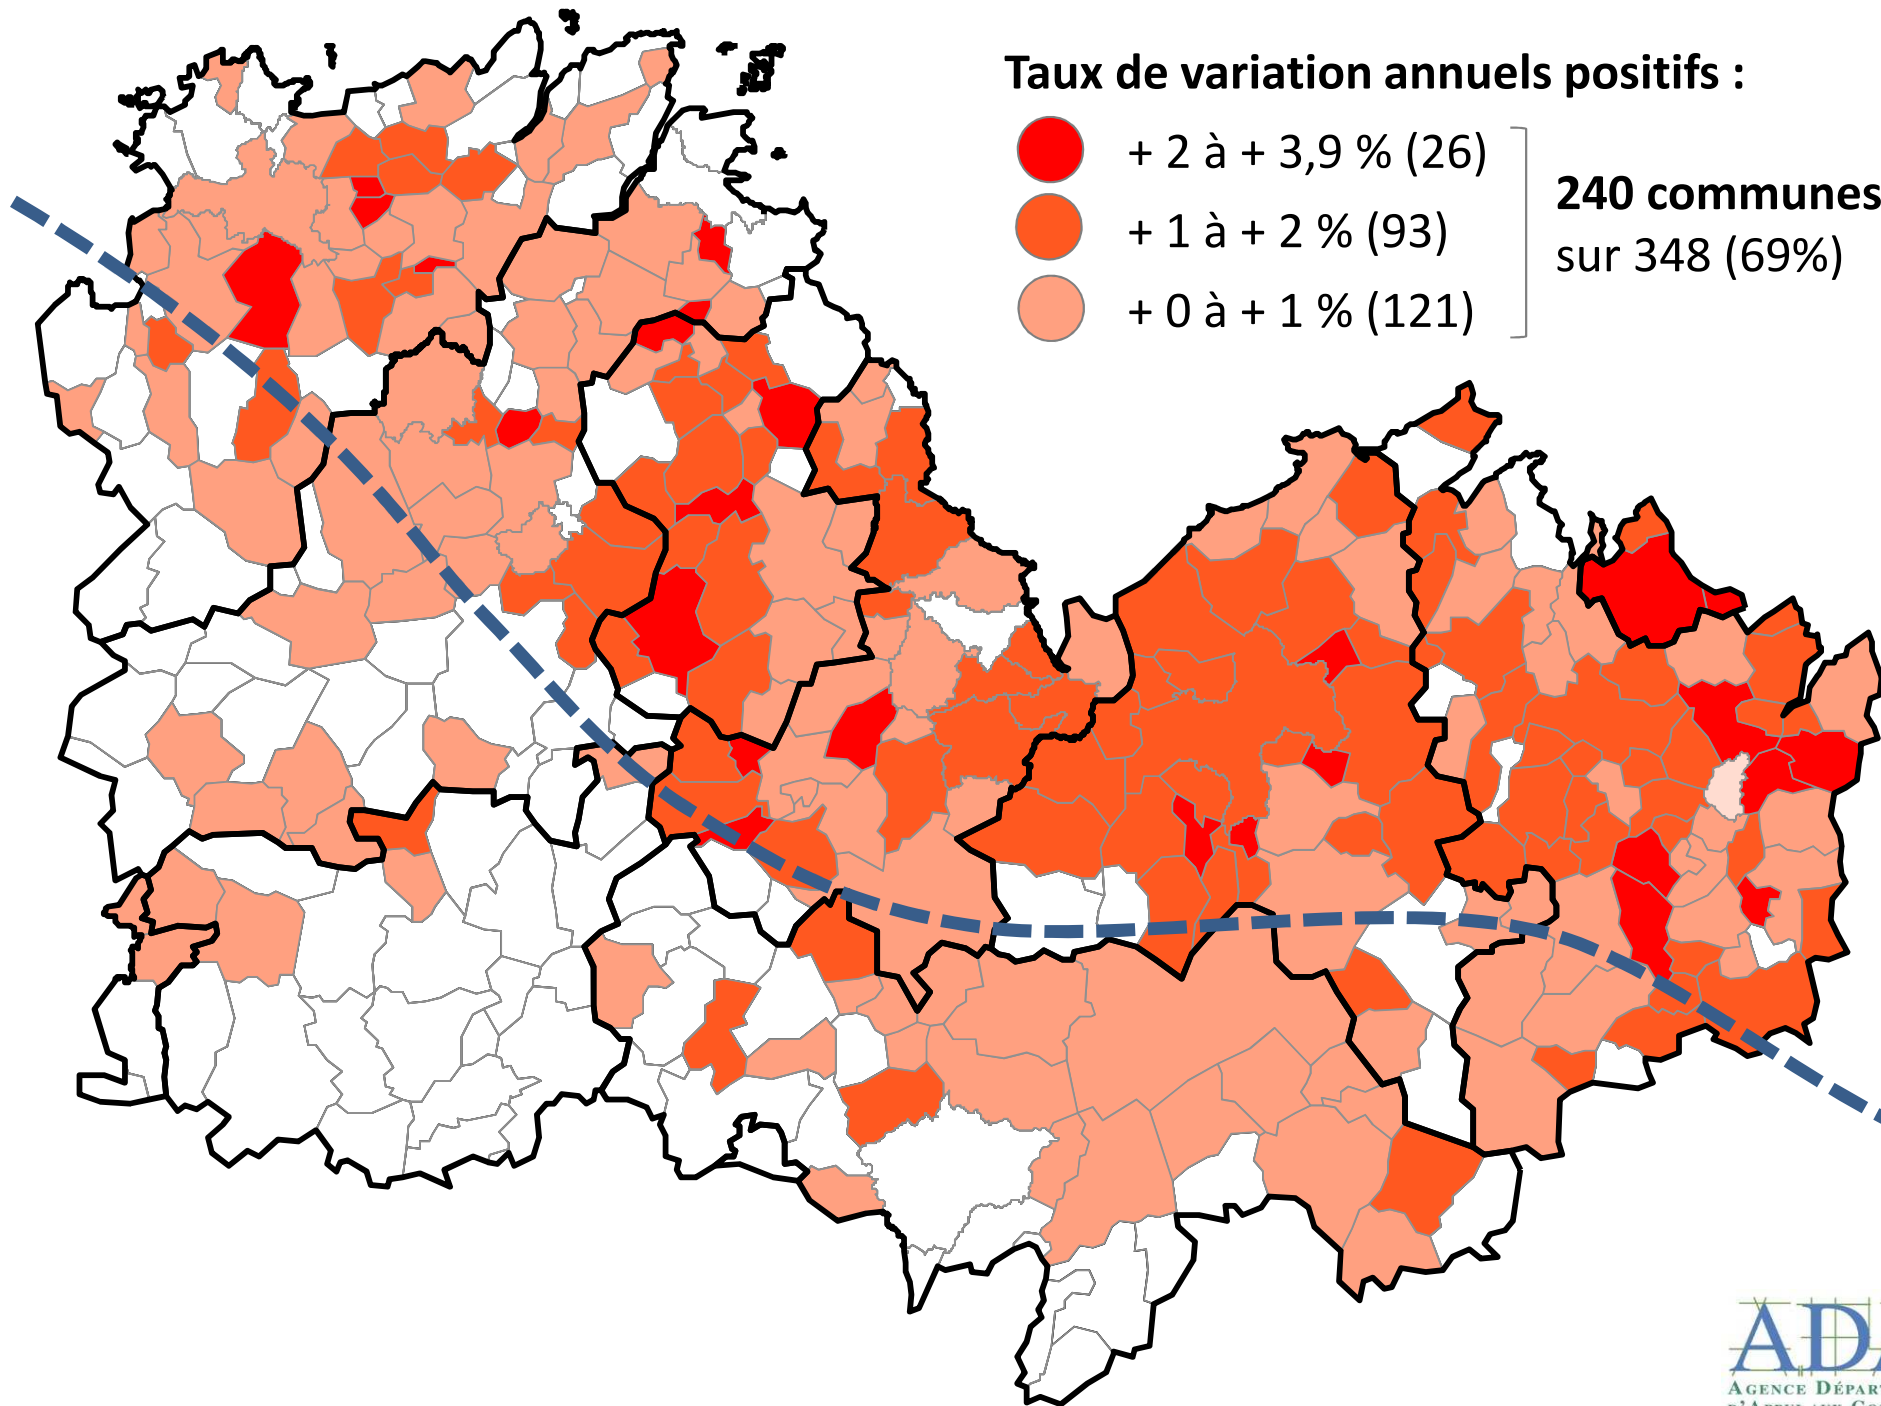 Taux de variation annuels positifs :
+ 2 à + 3,9 % (26)
+ 1 à + 2 % (93)
+ 0 à + 1 % (121)
240 communes
sur 348 (69%)
AD
AGENCE DÉPAR